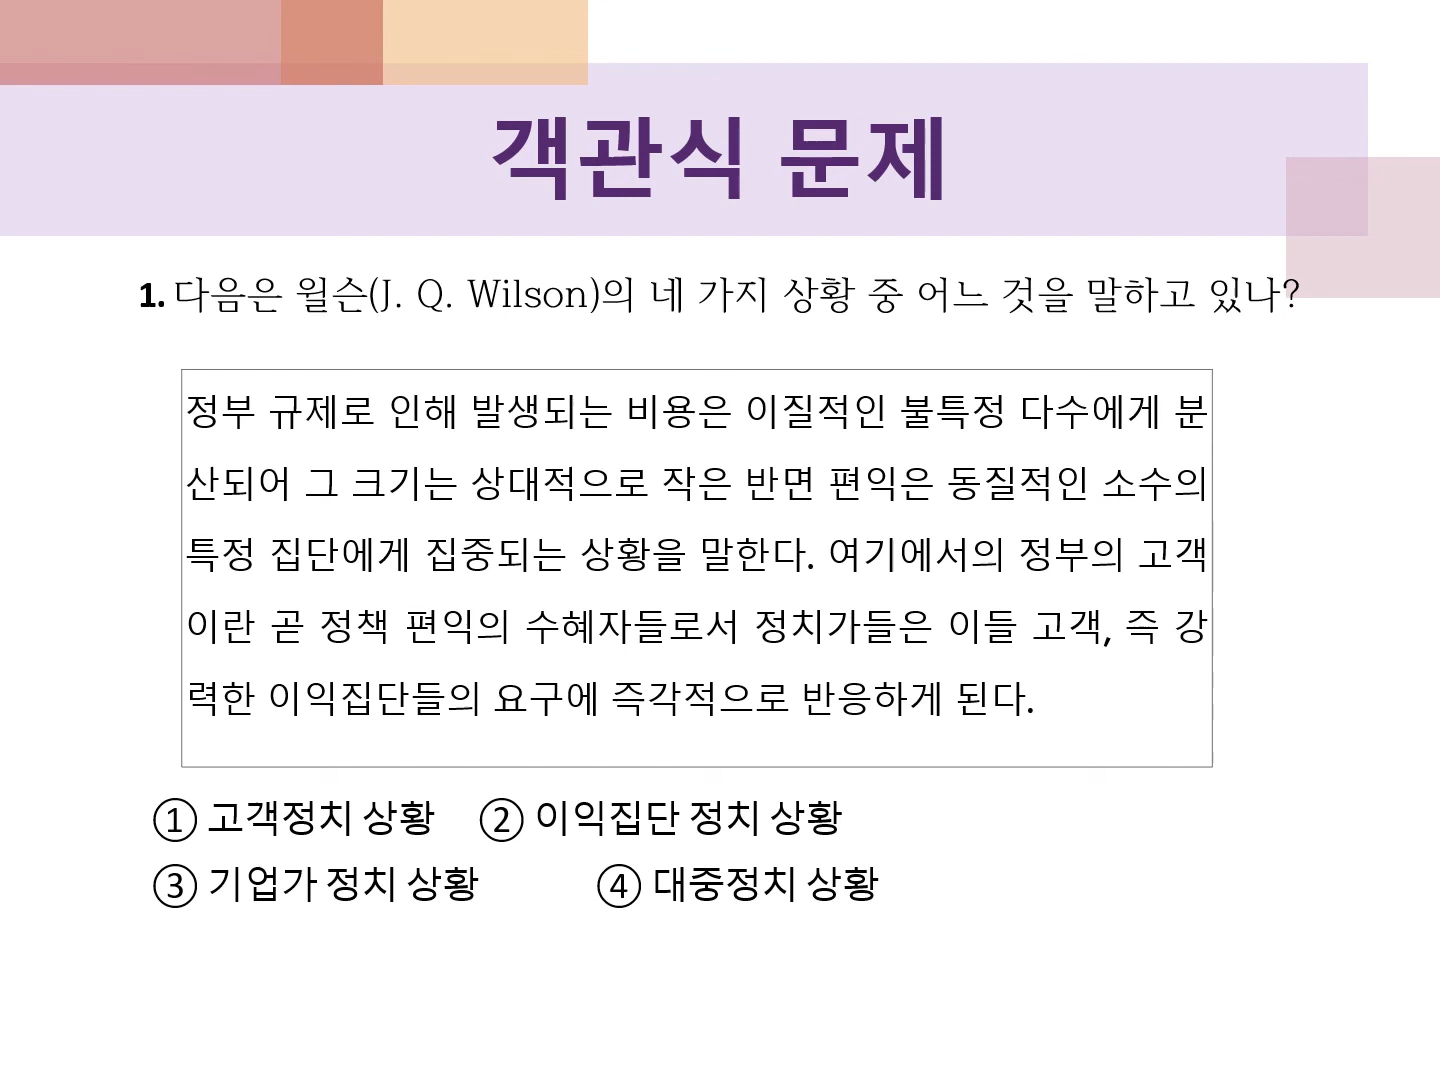 객관식 문제
1. 다음은 윌슨(J. Q. Wilson)의 네 가지 상황 중 어느 것을 말하고 있나?
정부 규제로 인해 발생되는 비용은 이질적인 불특정 다수에게 분
산되어 그 크기는 상대적으로 작은 반면 편익은 동질적인 소수의
특정 집단에게 집중되는 상황을 말한다. 여기에서의 정부의 고객
이란 곧 정책 편익의 수혜자들로서 정치가들은 이들 고객, 즉 강
력한 이익집단들의 요구에 즉각적으로 반응하게 된다.
① 고객정치 상황 ② 이익집단 정치 상황
③ 기업가 정치 상황 ④ 대중정치 상황